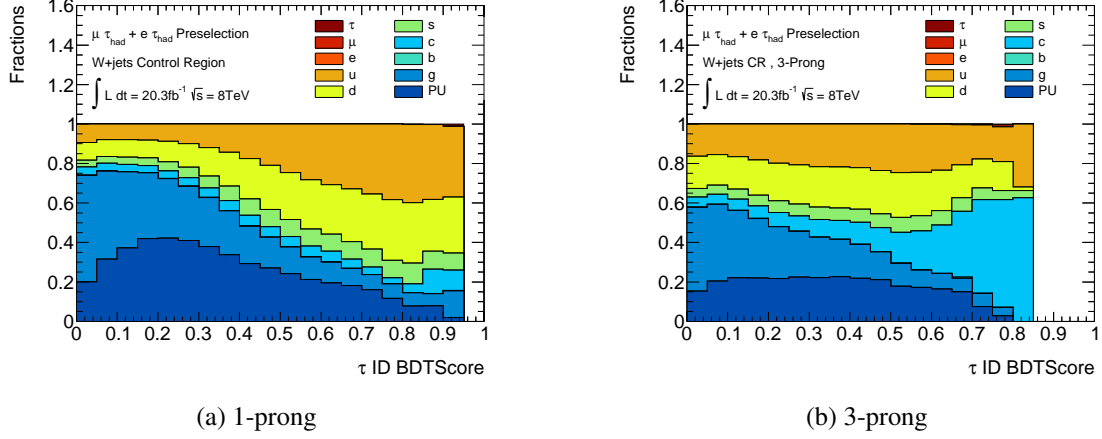 Fractions
1.6
1.4
1.2
1
0.8
0.6
0.4
0.2
0
μ τhad + e τhad Preselection
W+jets Control Region
∫ L dt = 20.3fb-1 √s = 8TeV
τ s
μ c
e b
u g
d PU
0 0.1 0.2 0.3 0.4 0.5 0.6 0.7 0.8 0.9 1
τ ID BDTScore
(a) 1-prong
Fractions
1.6
1.4
1.2
1
0.8
0.6
0.4
0.2
0
μ τhad + e τhad Preselection
W+jets CR , 3-Prong
∫ L dt = 20.3fb-1 √s = 8TeV
τ s
μ c
e b
u g
d PU
0 0.1 0.2 0.3 0.4 0.5 0.6 0.7 0.8 0.9 1
τ ID BDTScore
(b) 3-prong